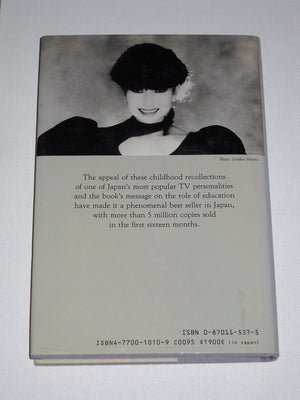 Photo: Gordon Munro
The appeal of these childhood recollections
of one of Japan's most popular TV personalities
and the book's message on the role of education
have made it a phenomenal best seller in Japan,
with more than 5 million copies sold
in the first sixteen months.
ISBN 0-87011-537-5
ISBN4-7700-1010-9 C0095 ¥1900E (in Japan)